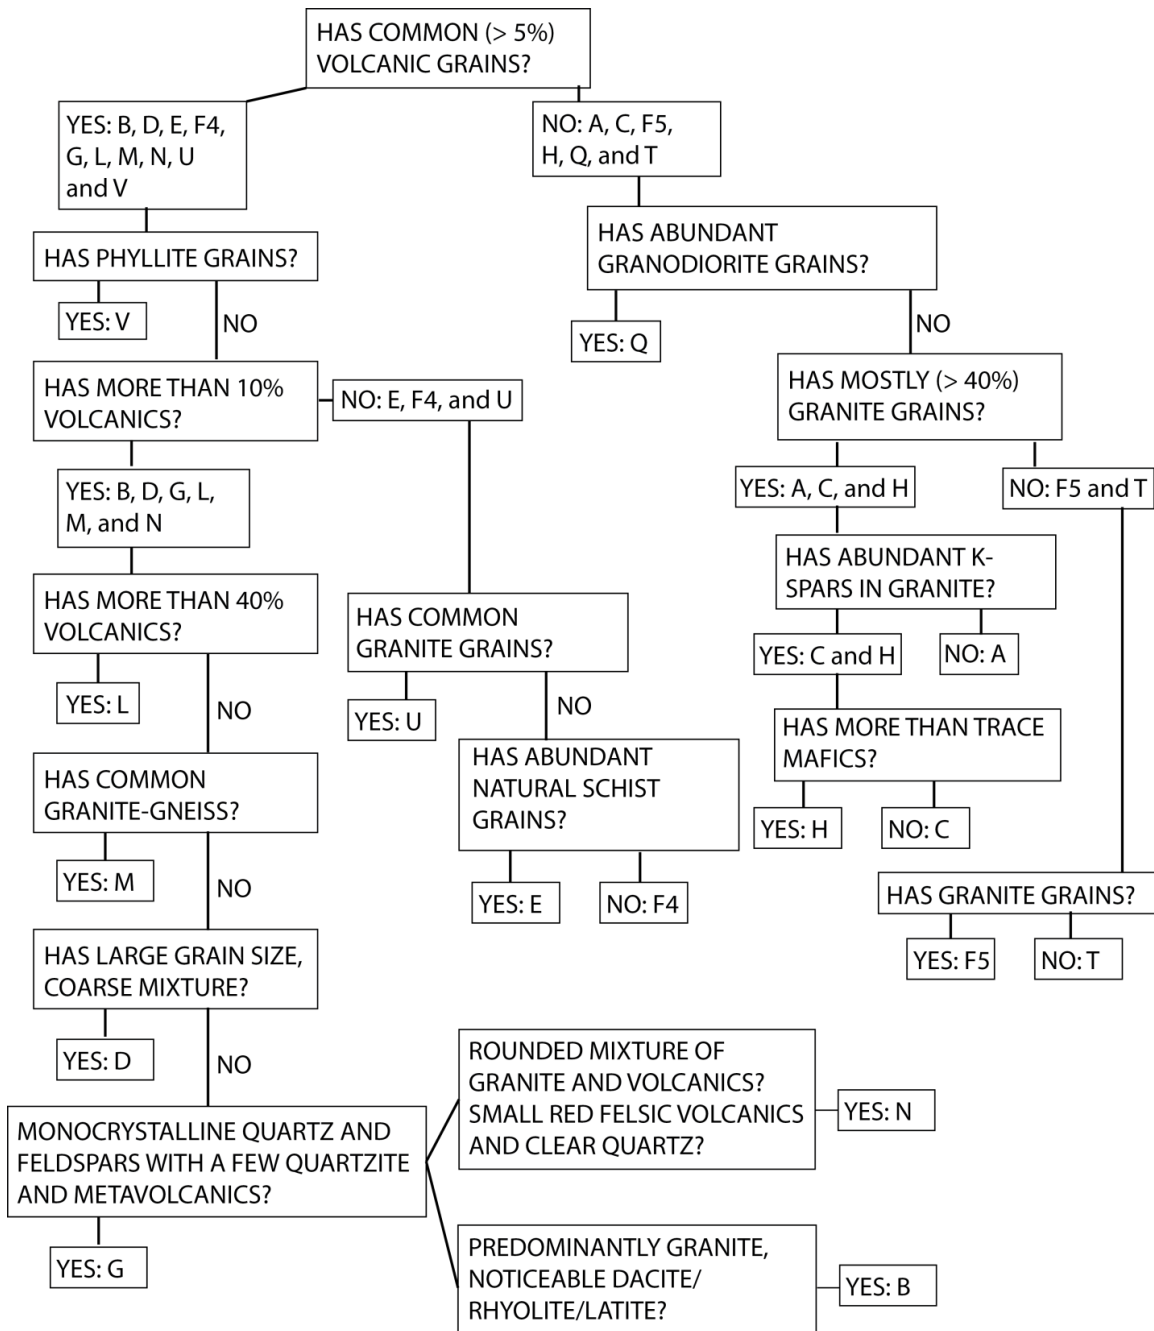 HAS COMMON (> 5%)
VOLCANIC GRAINS?
YES: B, D, E, F4,
G, L, M, N, U
and V
NO: A, C, F5,
H, Q, and T
HAS PHYLLITE GRAINS?
YES: V
NO
HAS ABUNDANT
GRANODIORITE GRAINS?
YES: Q
NO
HAS MORE THAN 10%
VOLCANICS?
NO: E, F4, and U
HAS MOSTLY (> 40%)
GRANITE GRAINS?
YES: B, D, G, L,
M, and N
YES: A, C, and H
NO: F5 and T
HAS ABUNDANT K-
SPARS IN GRANITE?
HAS MORE THAN 40%
VOLCANICS?
HAS COMMON
GRANITE GRAINS?
YES: C and H
NO: A
YES: L
NO
YES: U
NO
HAS MORE THAN TRACE
MAFICS?
HAS COMMON
GRANITE-GNEISS?
HAS ABUNDANT
NATURAL SCHIST
GRAINS?
YES: H
NO: C
YES: M
NO
YES: E
NO: F4
HAS GRANITE GRAINS?
YES: F5
NO: T
HAS LARGE GRAIN SIZE,
COARSE MIXTURE?
YES: D
NO
ROUNDED MIXTURE OF
GRANITE AND VOLCANICS?
SMALL RED FELSIC VOLCANICS
AND CLEAR QUARTZ?
YES: N
MONOCRYSTALLINE QUARTZ AND
FELDSPARS WITH A FEW QUARTZITE
AND METAVOLCANICS?
YES: G
PREDOMINANTLY GRANITE,
NOTICEABLE DACITE/
RHYOLITE/LATITE?
YES: B